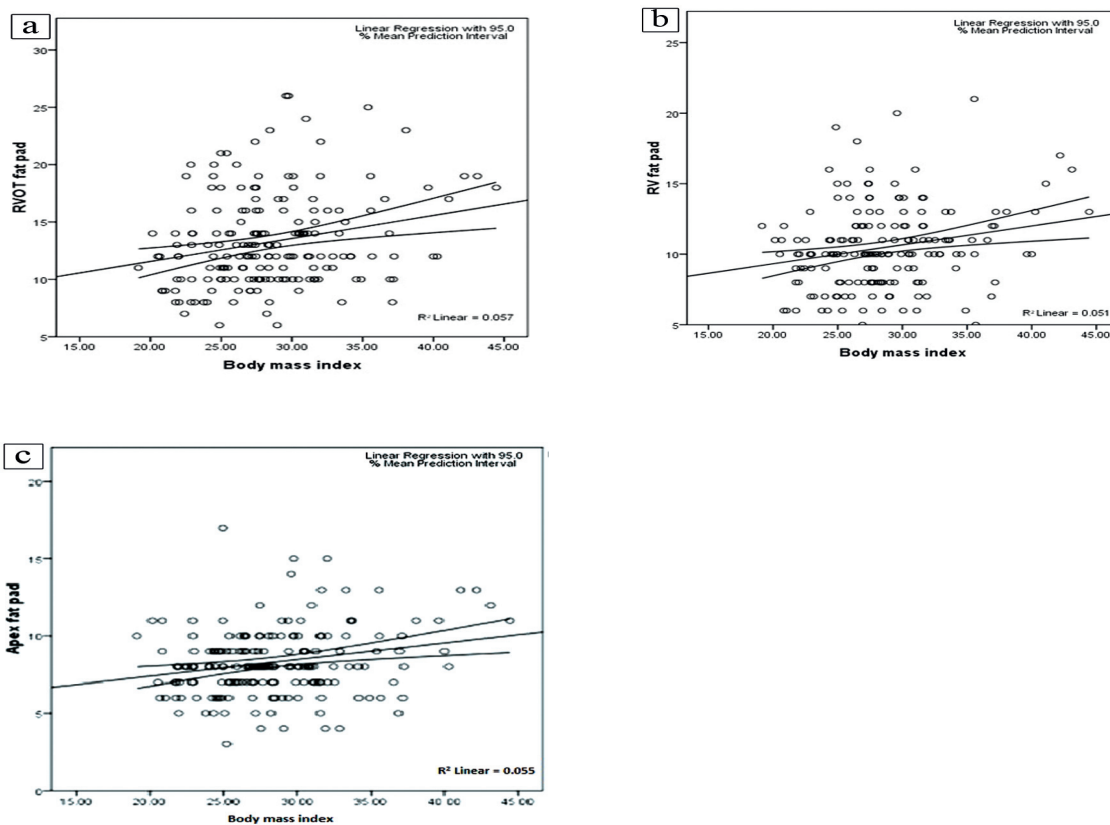 a
Linear Regression with 95.0
% Mean Prediction Interval
30
25
20
15
10
5
RVOT fat pad
R² Linear = 0.057
15.00 20.00 25.00 30.00 35.00 40.00 45.00
Body mass index
b
Linear Regression with 95.0
% Mean Prediction Interval
25
20
15
10
5
RV fat pad
R² Linear = 0.051
15.00 20.00 25.00 30.00 35.00 40.00 45.00
Body mass index
c
Linear Regression with 95.0
% Mean Prediction Interval
20
15
10
5
0
Apex fat pad
R² Linear = 0.055
15.00 20.00 25.00 30.00 35.00 40.00 45.00
Body mass index